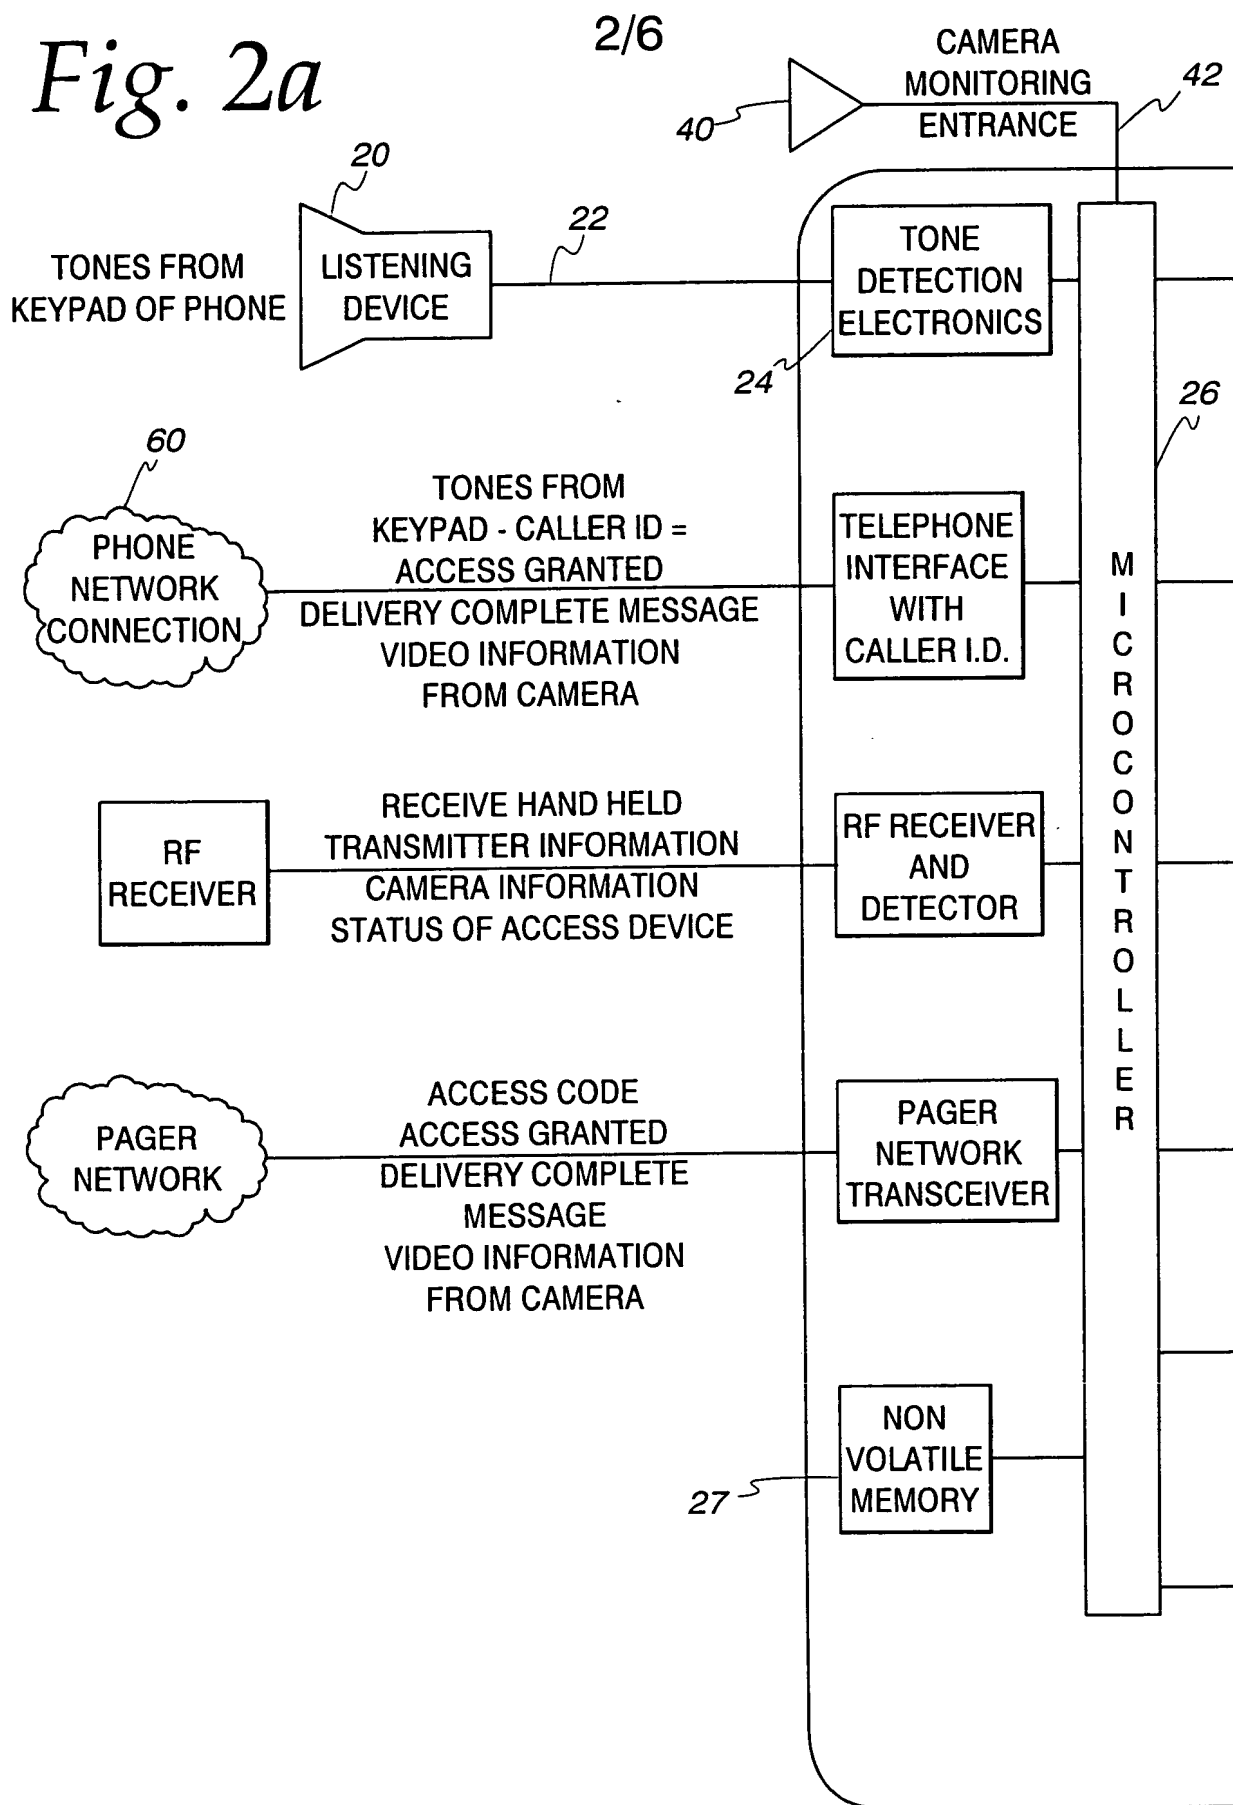 Fig. 2a
2/6
CAMERA
MONITORING
ENTRANCE
40
42
20
22
TONES FROM
KEYPAD OF PHONE
LISTENING
DEVICE
TONE
DETECTION
ELECTRONICS
24
26
60
PHONE
NETWORK
CONNECTION
TONES FROM
KEYPAD - CALLER ID =
ACCESS GRANTED
DELIVERY COMPLETE MESSAGE
VIDEO INFORMATION
FROM CAMERA
TELEPHONE
INTERFACE
WITH
CALLER I.D.
MICROCONTROLLER
RF
RECEIVER
RECEIVE HAND HELD
TRANSMITTER INFORMATION
CAMERA INFORMATION
STATUS OF ACCESS DEVICE
RF RECEIVER
AND
DETECTOR
PAGER
NETWORK
ACCESS CODE
ACCESS GRANTED
DELIVERY COMPLETE
MESSAGE
VIDEO INFORMATION
FROM CAMERA
PAGER
NETWORK
TRANSCEIVER
NON
VOLATILE
MEMORY
27